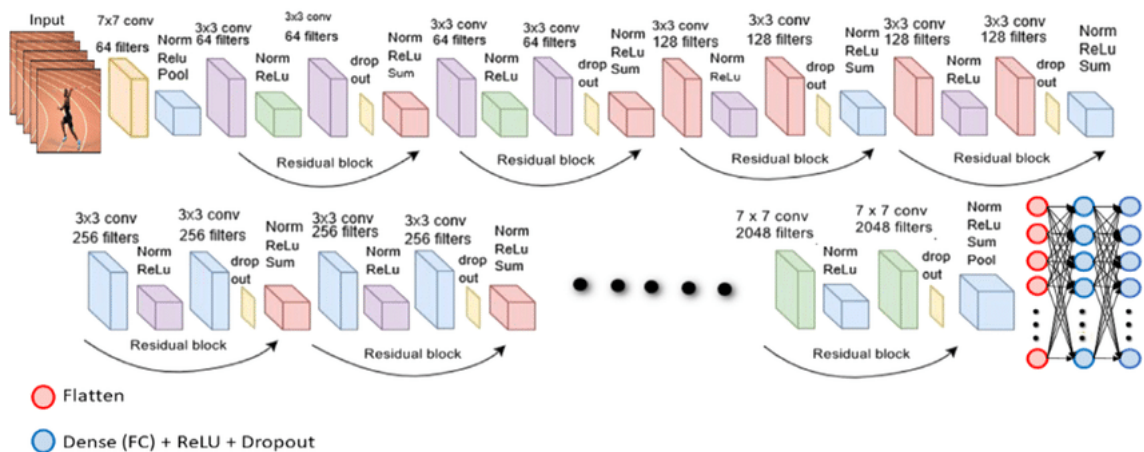 Input
7x7 conv
64 filters
Norm
Relu
Pool
3x3 conv
64 filters
Norm
ReLu
3x3 conv
64 filters
drop
out
Norm
ReLU
Sum
3x3 conv
64 filters
Norm
ReLu
3x3 conv
64 filters
drop
out
Norm
ReLU
Sum
3x3 conv
128 filters
Norm
ReLu
3x3 conv
128 filters
drop
out
Norm
ReLU
Sum
3x3 conv
128 filters
Norm
ReLu
3x3 conv
128 filters
drop
out
Norm
ReLU
Sum
Residual block
Residual block
Residual block
Residual block
3x3 conv
256 filters
Norm
ReLu
3x3 conv
256 filters
drop
out
Norm
ReLU
Sum
3x3 conv
256 filters
Norm
ReLu
3x3 conv
256 filters
drop
out
Norm
ReLU
Sum
7 x 7 conv
2048 filters
Norm
ReLu
7 x 7 conv
2048 filters
drop
out
Norm
ReLU
Sum
Pool
Residual block
Residual block
Residual block
Flatten
Dense (FC) + ReLU + Dropout